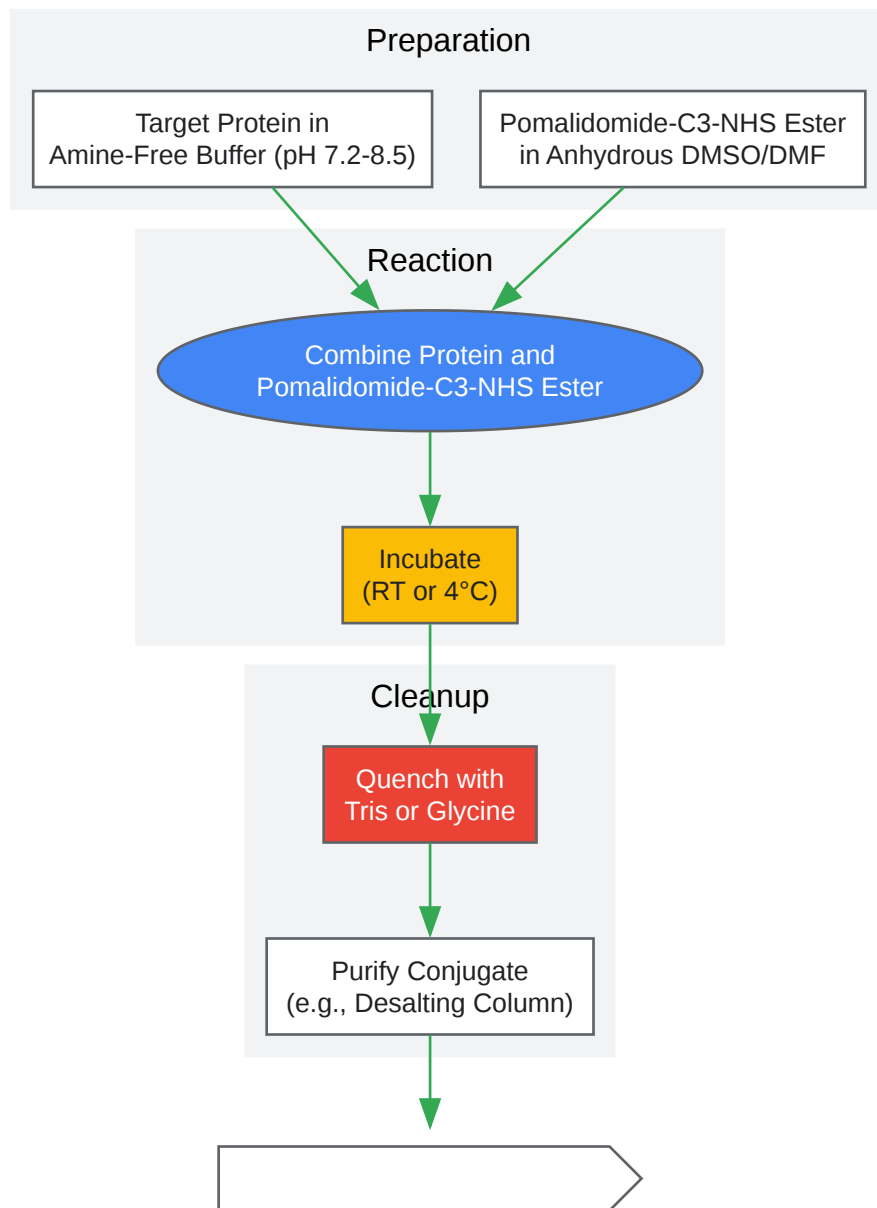 Preparation
Target Protein in
Amine-Free Buffer (pH 7.2-8.5)
Pomalidomide-C3-NHS Ester
in Anhydrous DMSO/DMF
Reaction
Combine Protein and
Pomalidomide-C3-NHS Ester
Incubate
(RT or 4°C)
Cleanup
Quench with
Tris or Glycine
Purify Conjugate
(e.g., Desalting Column)